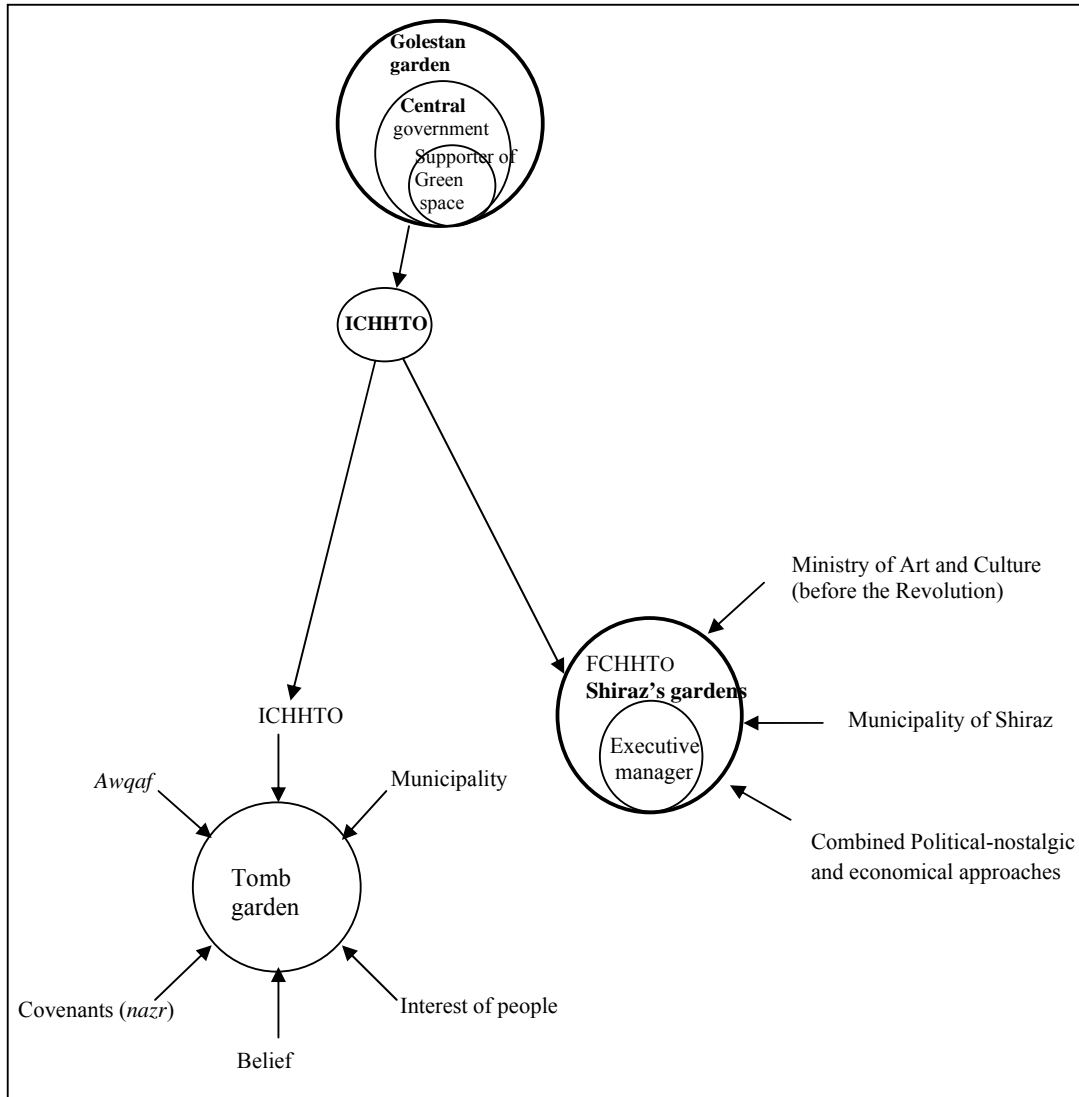 Golestan
garden
Central
government
Supporter of
Green
space
ICHHTO
Ministry of Art and Culture
(before the Revolution)
FCHHTO
Shiraz’s gardens
Executive
manager
Municipality of Shiraz
Combined Political-nostalgic
and economical approaches
ICHHTO
Awqaf
Municipality
Tomb
garden
Covenants (nazr)
Interest of people
Belief